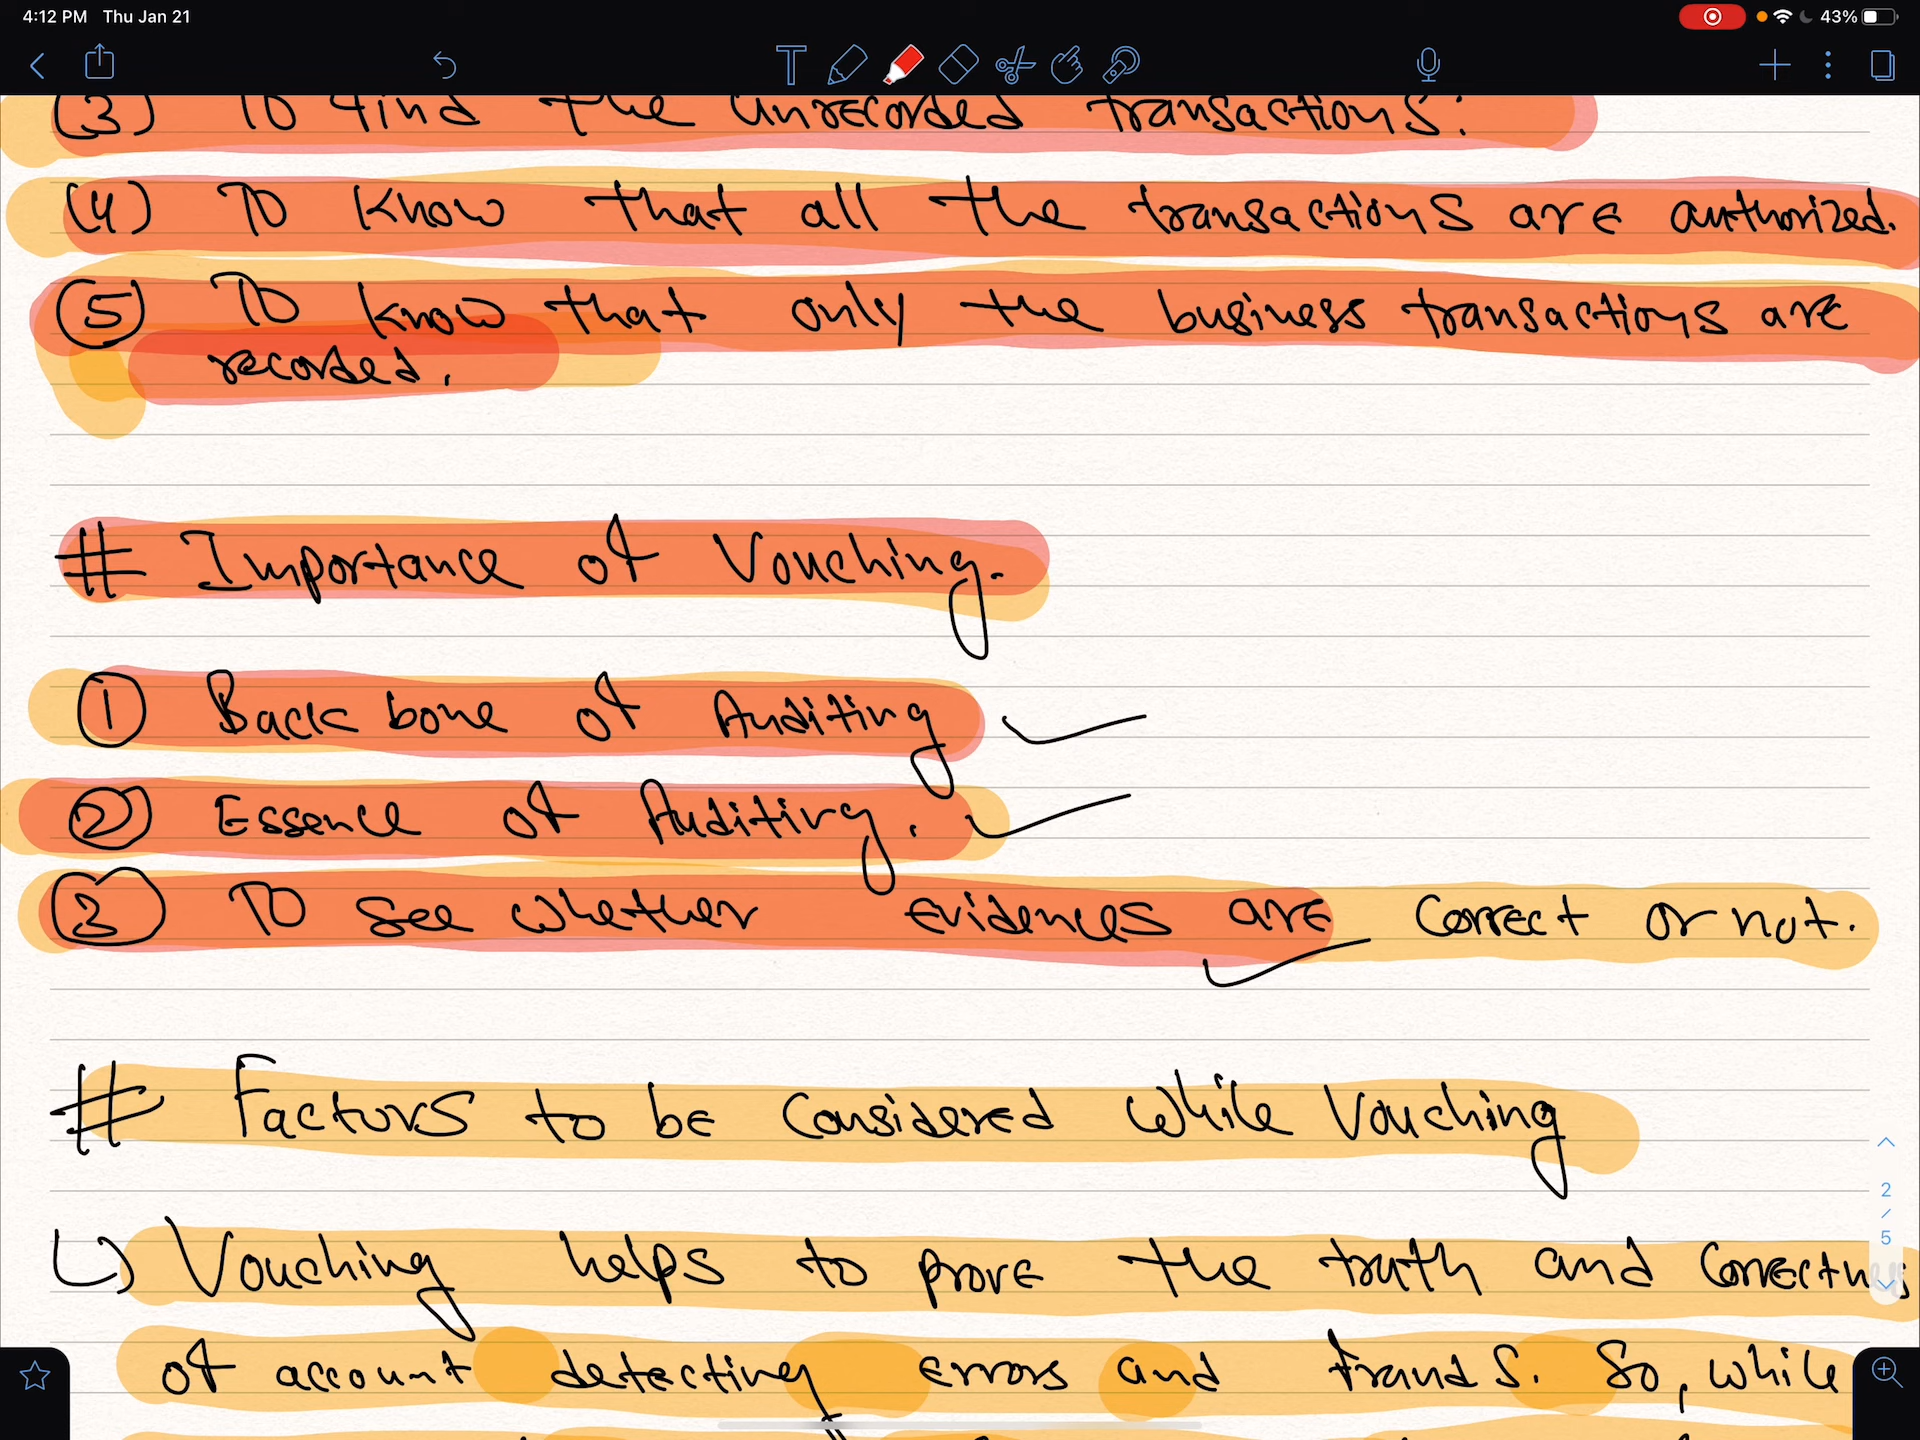 4:12 PM Thu Jan 21
43%
(3) To find the unrecorded transactions.
(4) To know that all the transactions are authorized.
(5) To know that only the business transactions are
recorded.
# Importance of Vouching.
① Back bone of Auditing
② Essence of Auditing.
③ To see whether evidences are correct or not.
# Factors to be Considered While Vouching
2
/
5
↳ Vouching helps to prove the truth and
of account detecting errors and frauds. So, while